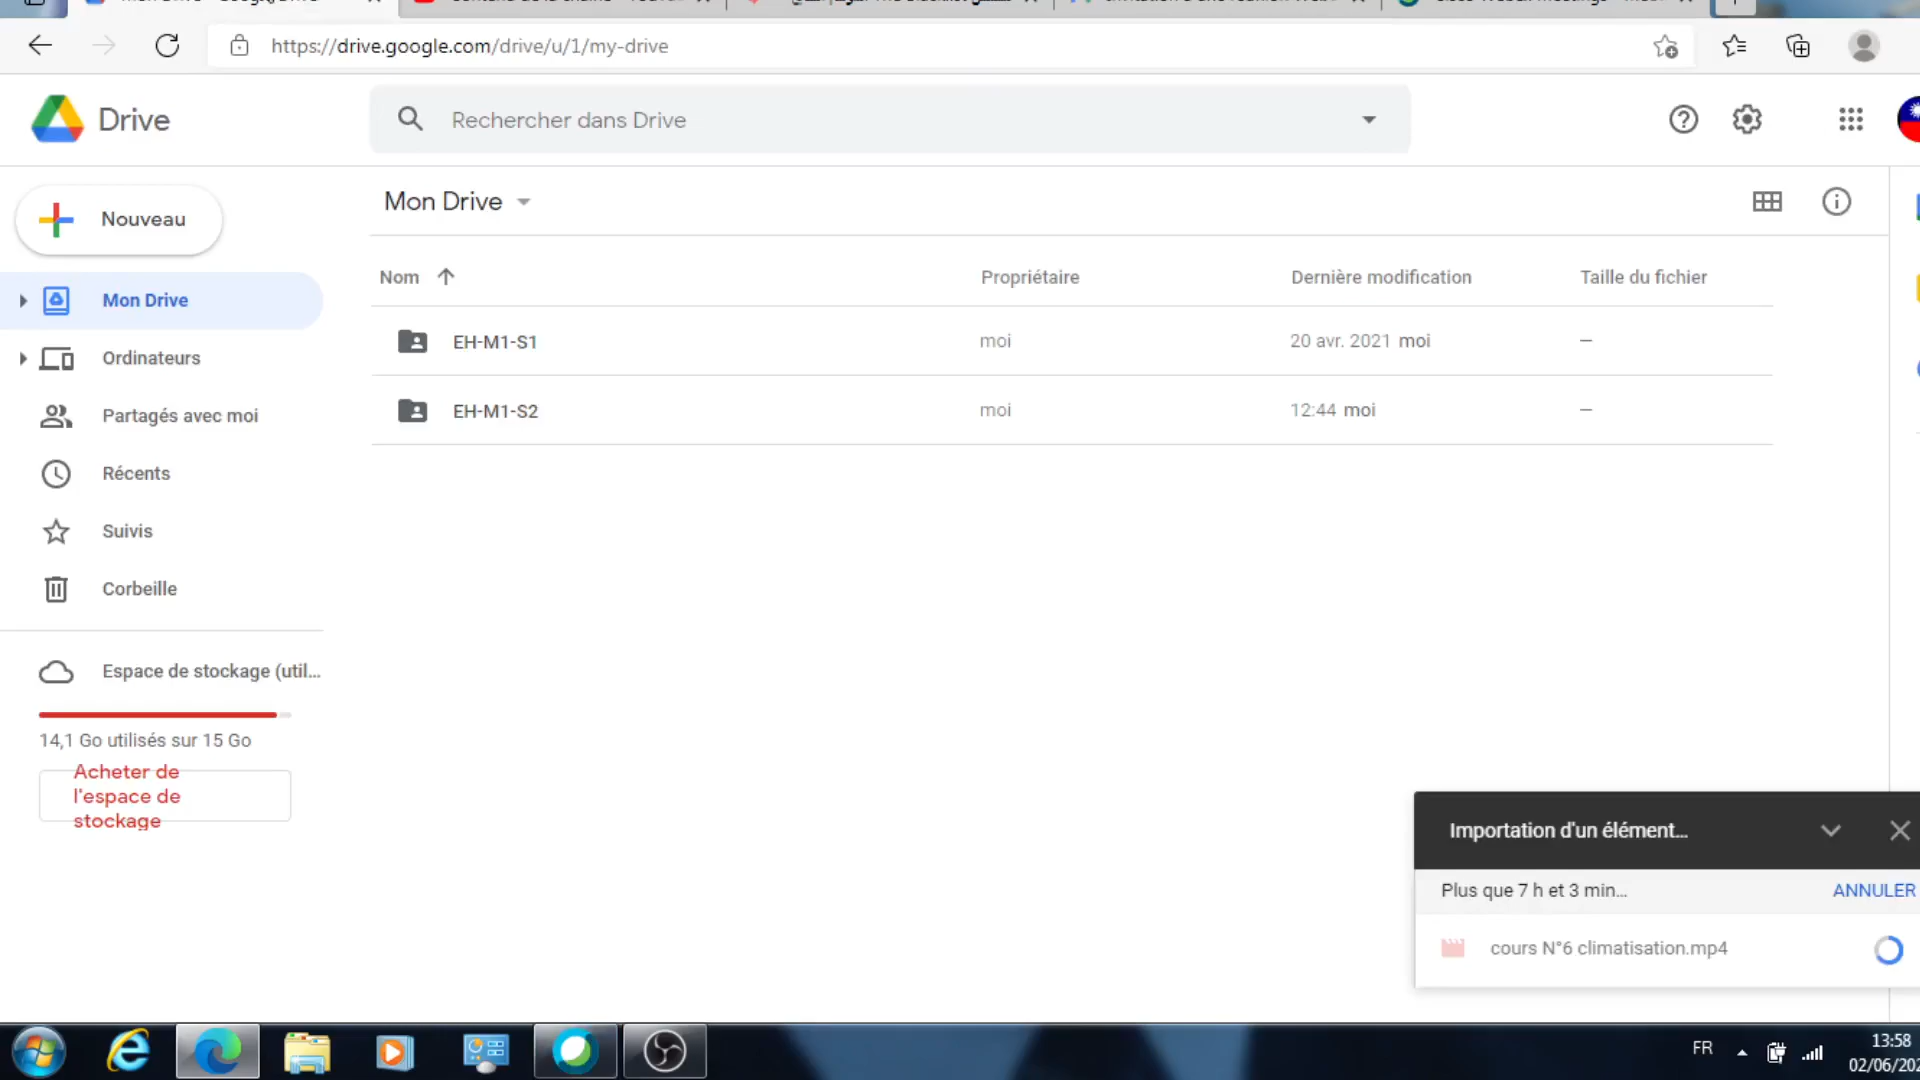 https://drive.google.com/drive/u/1/my-drive
Drive
Rechercher dans Drive
Nouveau
Mon Drive
Nom
Propriétaire
Dernière modification
Taille du fichier
Mon Drive
EH-M1-S1
moi
20 avr. 2021 moi
—
Ordinateurs
EH-M1-S2
moi
12:44 moi
—
Partagés avec moi
Récents
Suivis
Corbeille
Espace de stockage (util...
14,1 Go utilisés sur 15 Go
Acheter de
l'espace de
stockage
Importation d'un élément...
Plus que 7 h et 3 min...
ANNULER
cours N°6 climatisation.mp4
FR
13:58
02/06/202